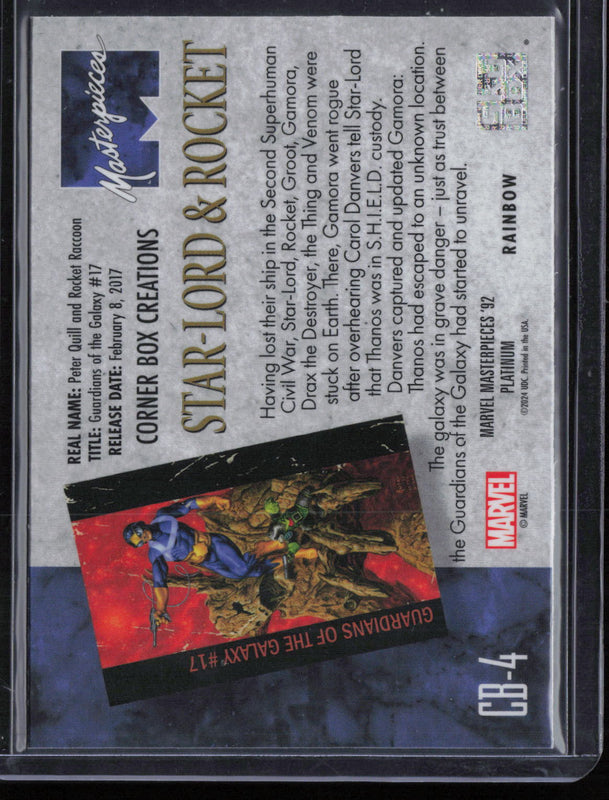 Masterpieces
REAL NAME: Peter Quill and Rocket Raccoon
TITLE: Guardians of the Galaxy #17
RELEASE DATE: February 8, 2017
CORNER BOX CREATIONS
STAR-LORD & ROCKET
Having lost their ship in the Second Superhuman
Civil War, Star-Lord, Rocket, Groot, Gamora,
Drax the Destroyer, the Thing and Venom were
stuck on Earth. There, Gamora went rogue
after overhearing Carol Danvers tell Star-Lord
that Thanos was in S.H.I.E.L.D. custody.
Danvers captured and updated Gamora:
Thanos had escaped to an unknown location.
The galaxy was in grave danger – just as trust between
the Guardians of the Galaxy had started to unravel.
GUARDIANS OF THE GALAXY #17
MARVEL
© MARVEL
MARVEL MASTERPIECES '92
PLATINUM
©2024 UDC. Printed in the USA.
RAINBOW
®
CB-4